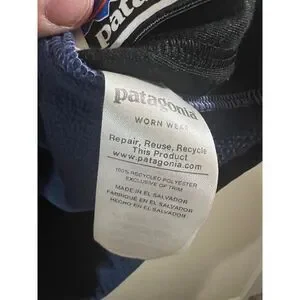 patagonia
patagonia
WORN WEAR
Repair, Reuse, Recycle
This Product
www.patagonia.com
100% RECYCLED POLYESTER
EXCLUSIVE OF TRIM
MADE IN EL SALVADOR
FABRIQUÉ EN EL SALVADOR
HECHO EN EL SALVADOR